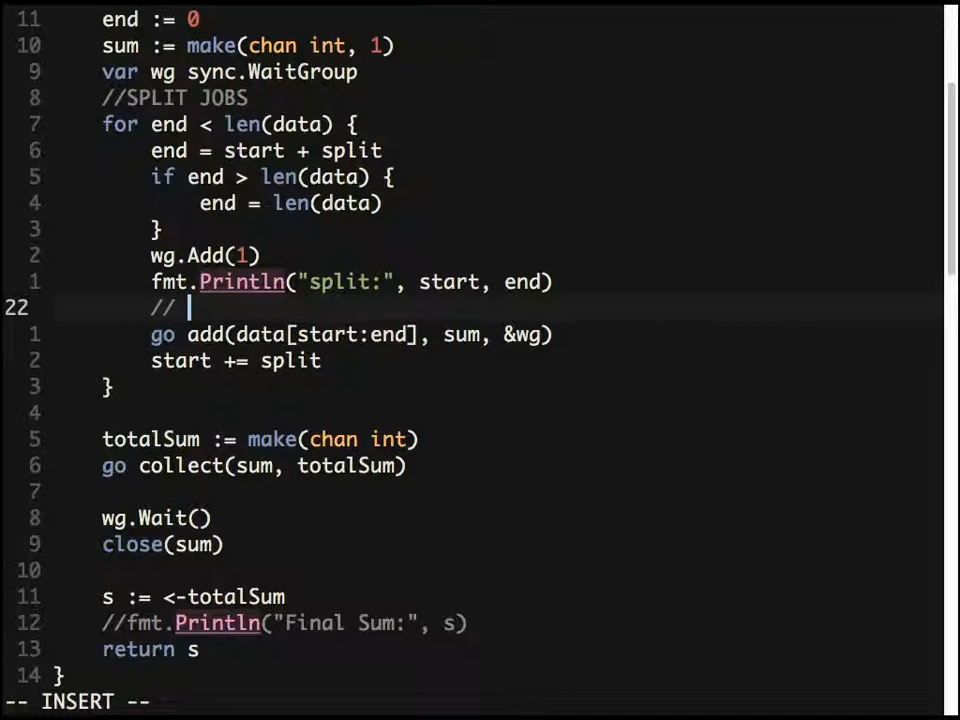 11 end := 0
10 sum := make(chan int, 1)
9 var wg sync.WaitGroup
8 //SPLIT JOBS
7 for end < len(data) {
6 end = start + split
5 if end > len(data) {
4 end = len(data)
3 }
2 wg.Add(1)
1 fmt.Println("split:", start, end)
22 //
1 go add(data[start:end], sum, &wg)
2 start += split
3 }
4
5 totalSum := make(chan int)
6 go collect(sum, totalSum)
7
8 wg.Wait()
9 close(sum)
10
11 s := <-totalSum
12 //fmt.Println("Final Sum:", s)
13 return s
14 }
-- INSERT --